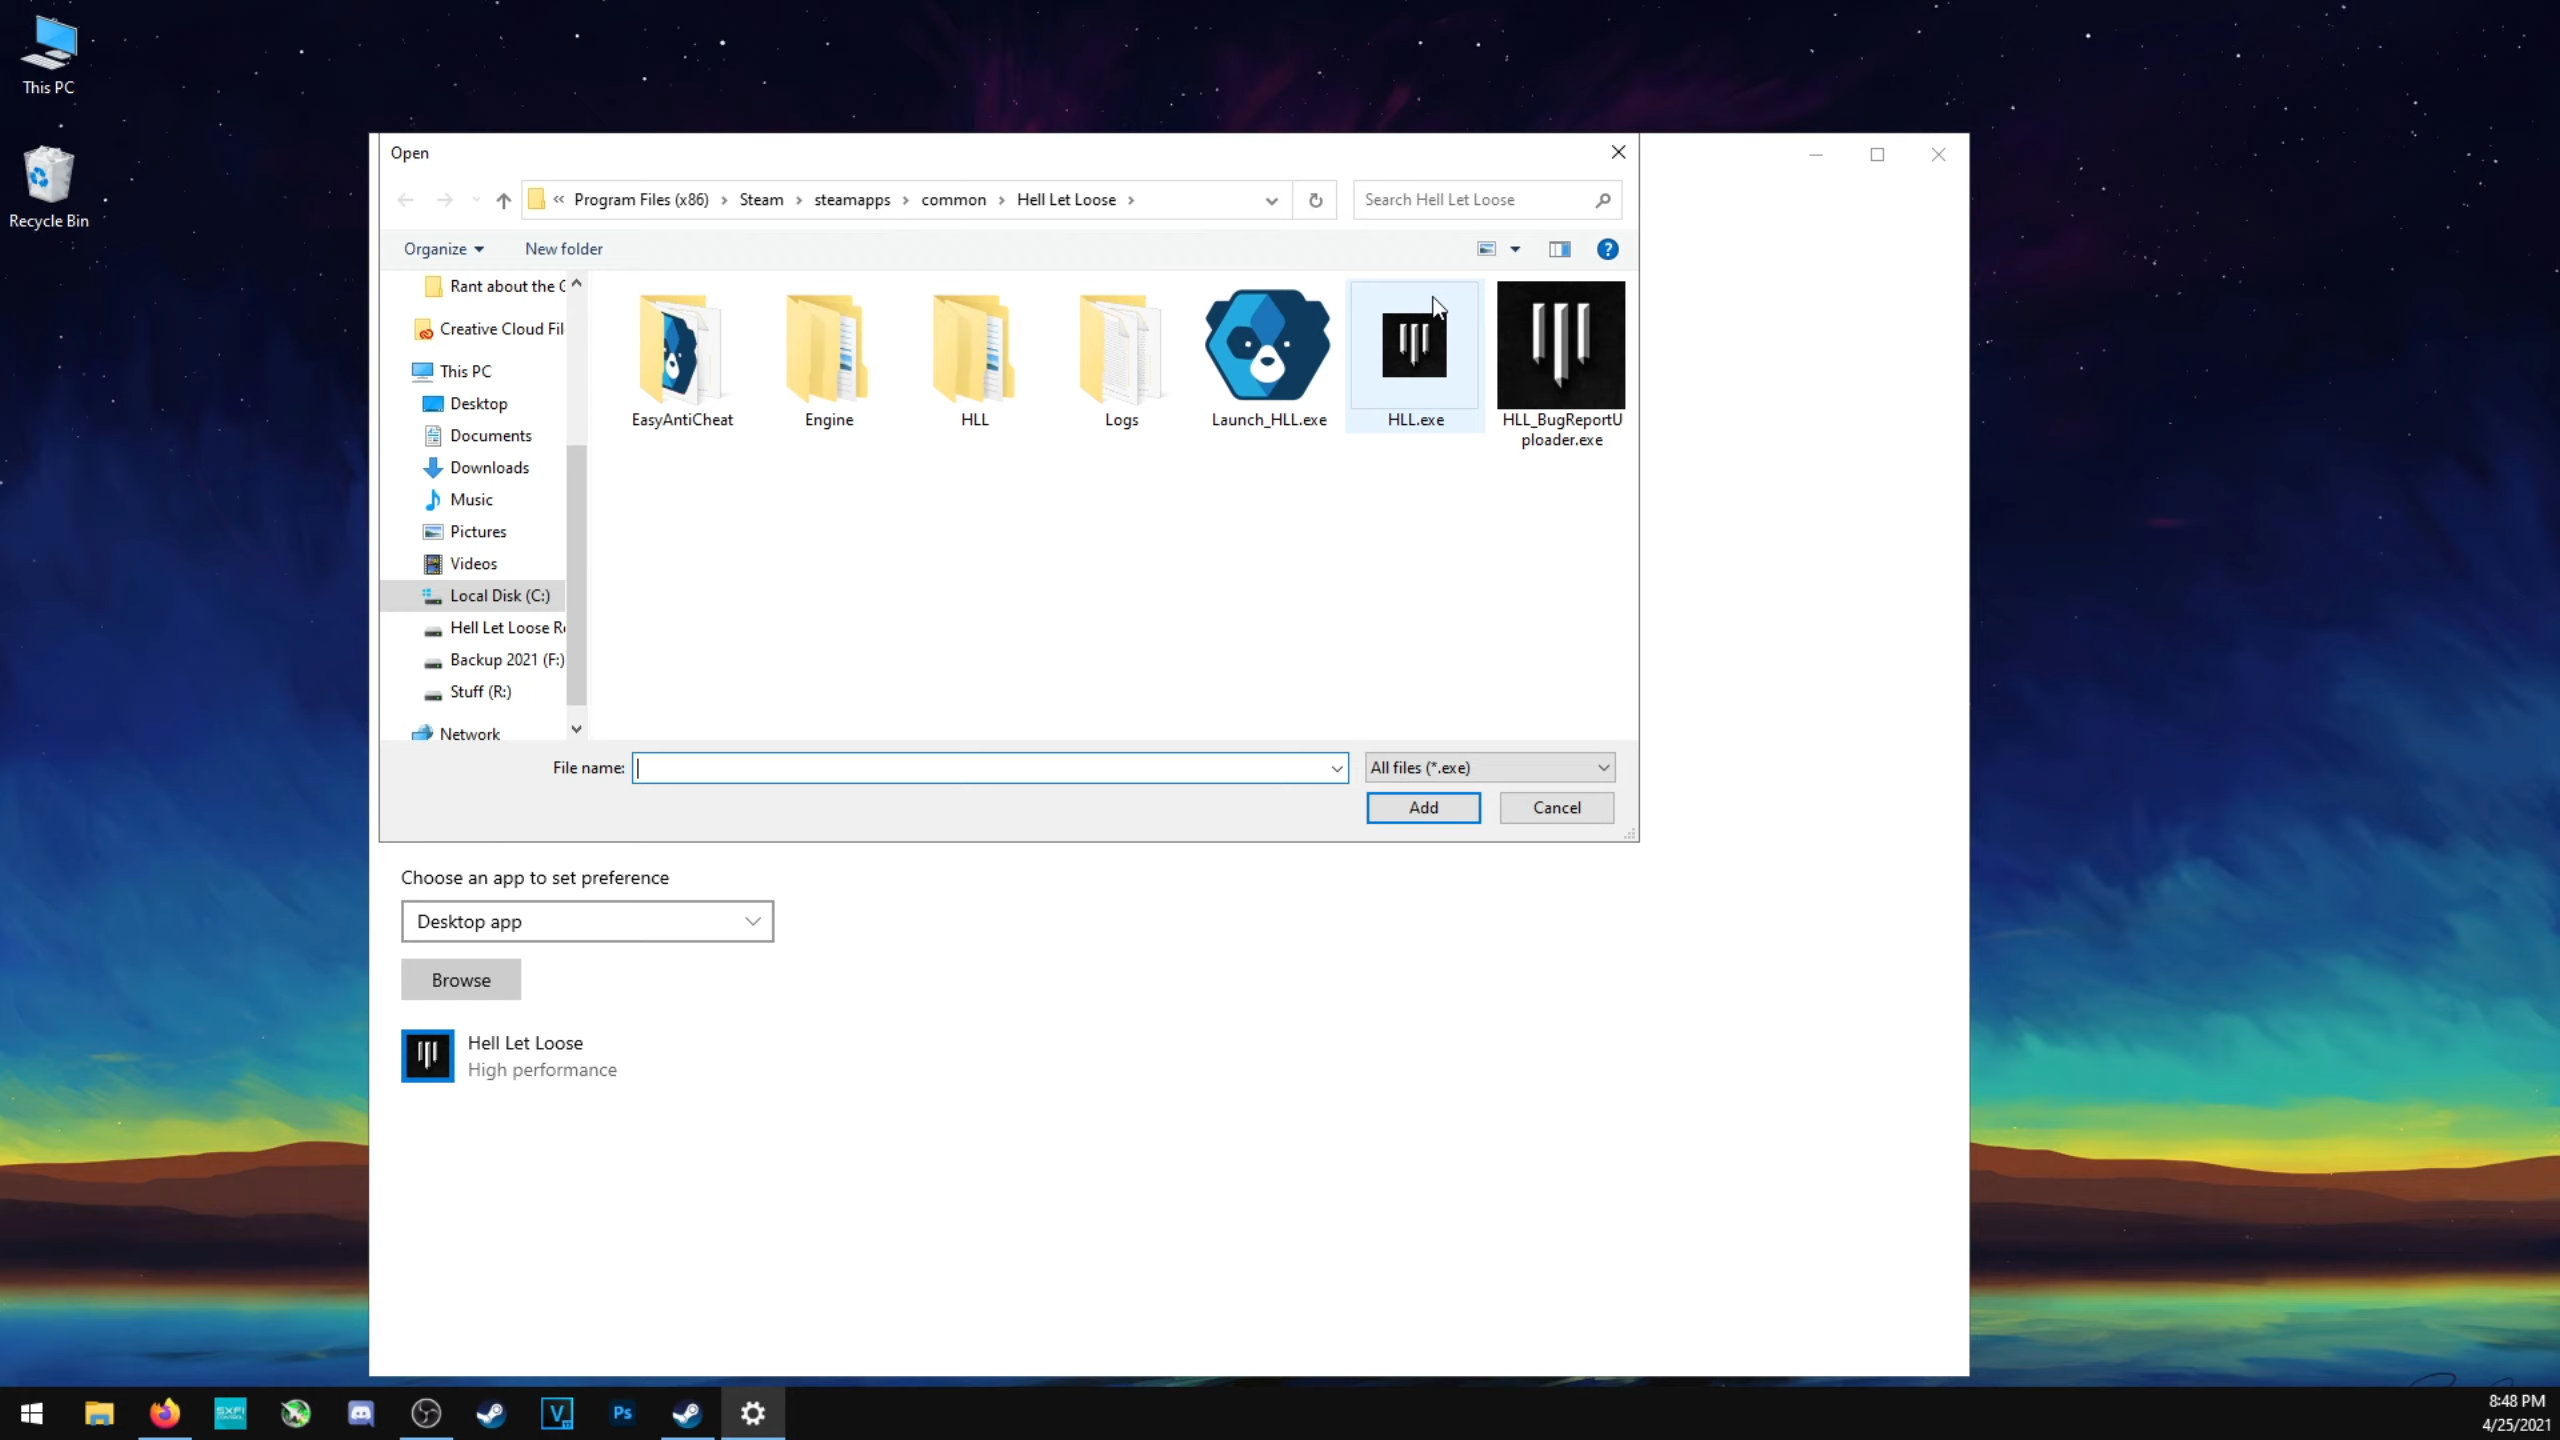 This PC
Recycle Bin
Open
« Program Files (x86) › Steam › steamapps › common › Hell Let Loose ›
Search Hell Let Loose
Organize
New folder
Rant about the
Creative Cloud Fil
This PC
Desktop
Documents
Downloads
Music
Pictures
Videos
Local Disk (C:)
Hell Let Loose
Backup 2021 (F:)
Stuff (R:)
Network
EasyAntiCheat
Engine
HLL
Logs
Launch_HLL.exe
HLL.exe
HLL_BugReportU
ploader.exe
File name:
All files (*.exe)
Add
Cancel
Choose an app to set preference
Desktop app
Browse
Hell Let Loose
High performance
SXFI
V
Ps
8:48 PM
4/25/2021